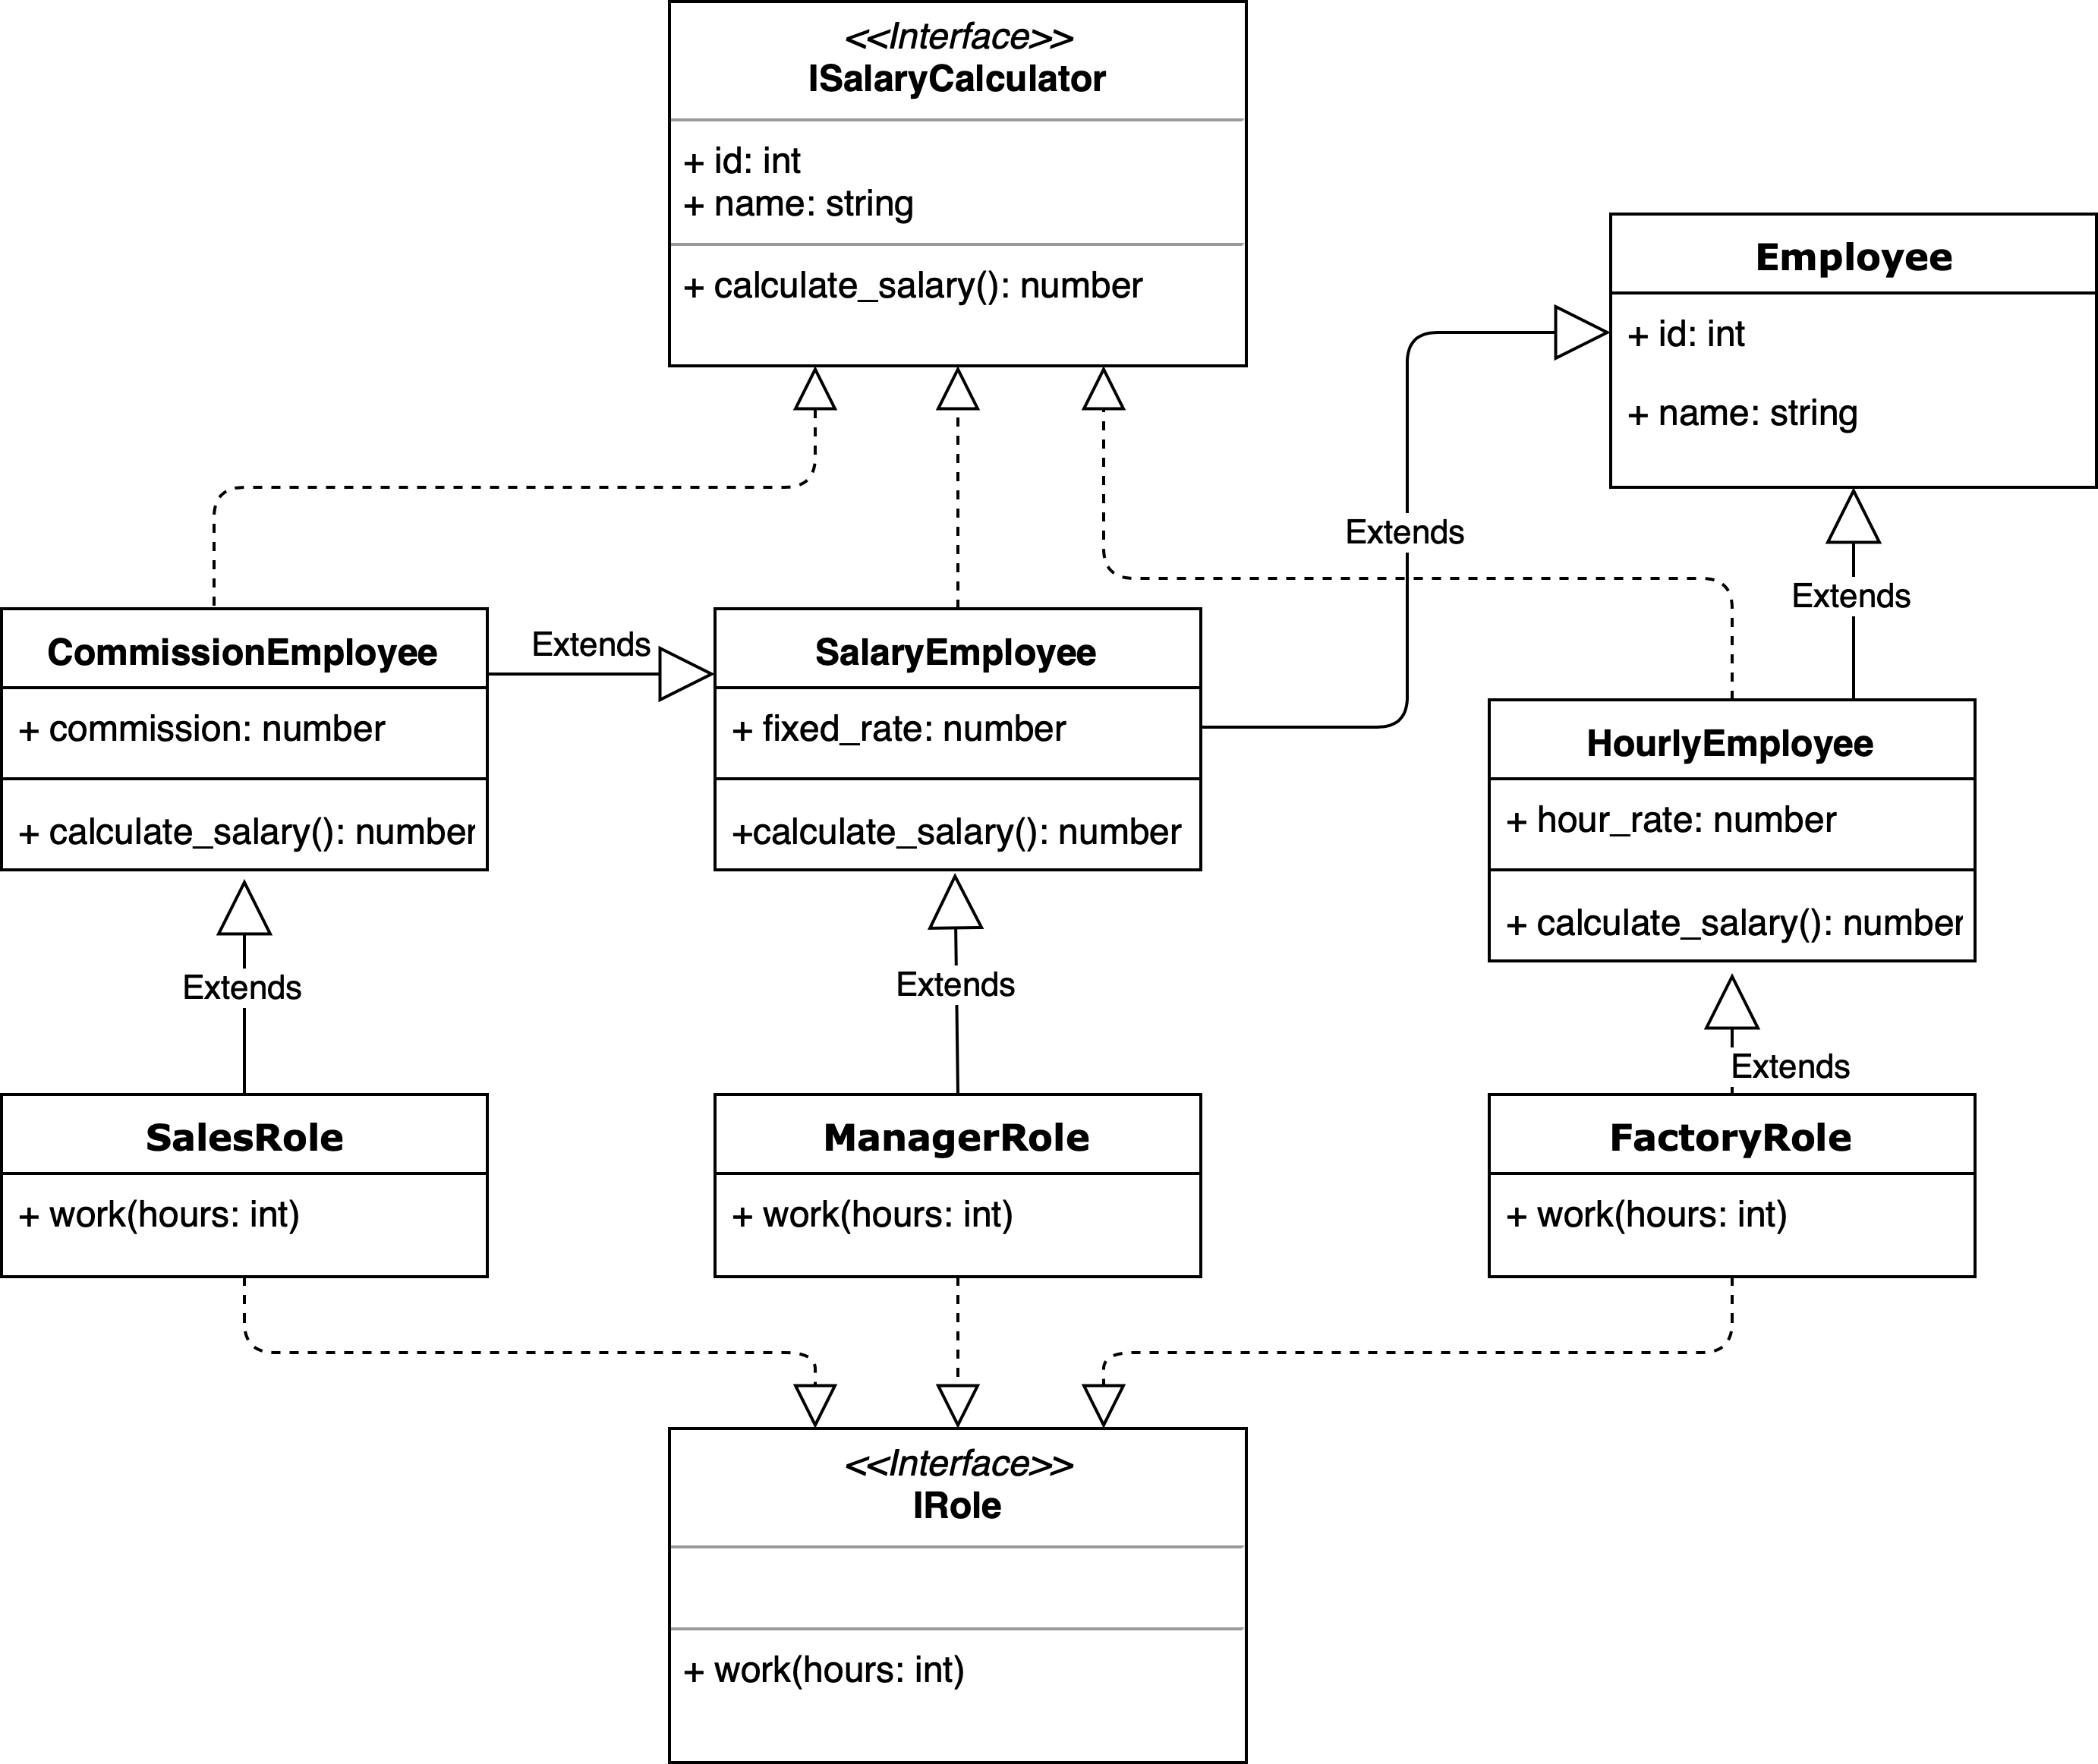 <<Interface>>
ISalaryCalculator
+ id: int
+ name: string
+ calculate_salary(): number
Employee
+ id: int
+ name: string
Extends
Extends
CommissionEmployee
+ commission: number
+ calculate_salary(): number
Extends
SalaryEmployee
+ fixed_rate: number
+calculate_salary(): number
HourlyEmployee
+ hour_rate: number
+ calculate_salary(): number
Extends
Extends
Extends
SalesRole
+ work(hours: int)
ManagerRole
+ work(hours: int)
FactoryRole
+ work(hours: int)
<<Interface>>
IRole
+ work(hours: int)